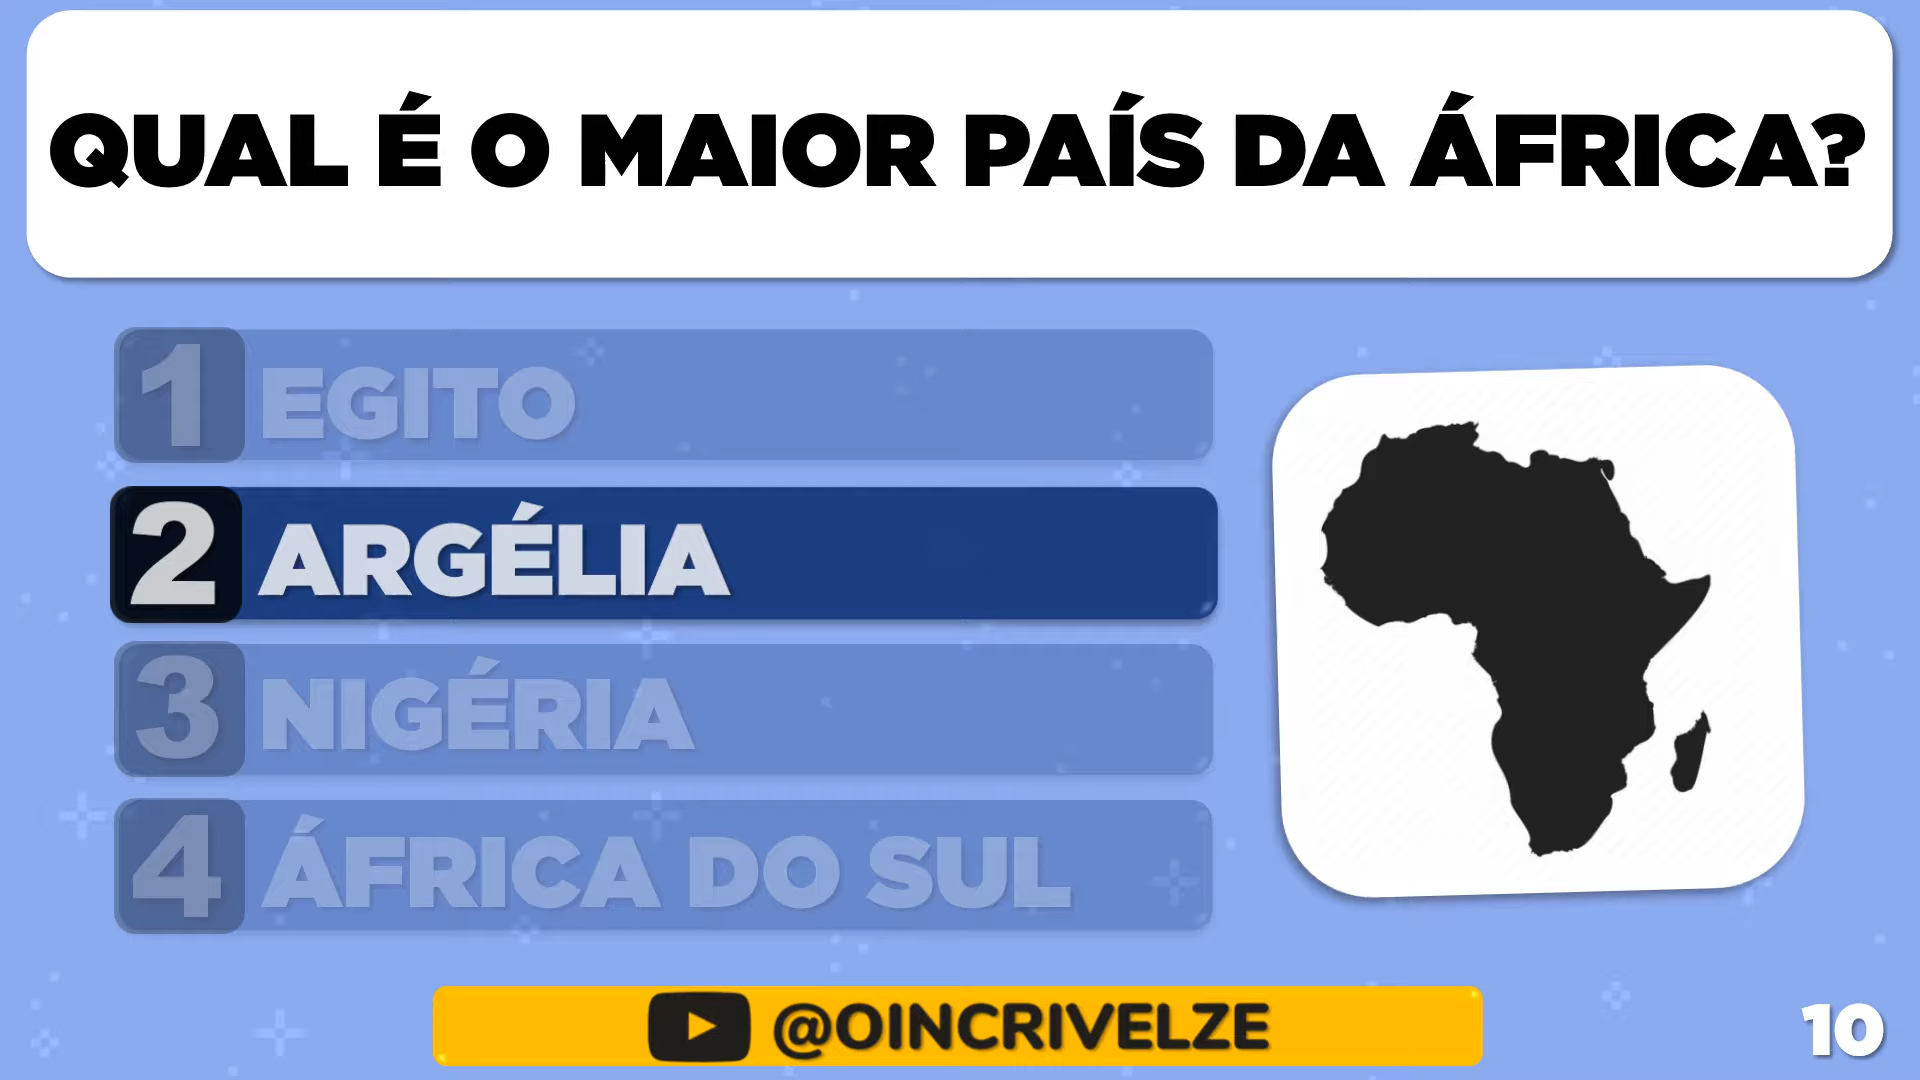 QUAL É O MAIOR PAÍS DA ÁFRICA?
1 EGITO
2 ARGÉLIA
3 NIGÉRIA
4 ÁFRICA DO SUL
@OINCRIVELZE
10